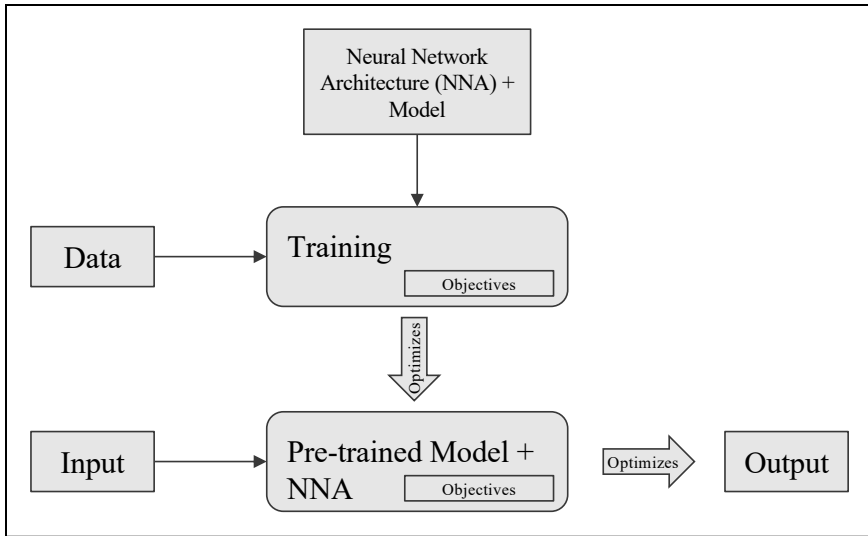 Neural Network
Architecture (NNA) +
Model
Data
Training
Objectives
Optimizes
Input
Pre-trained Model +
NNA
Objectives
Optimizes
Output